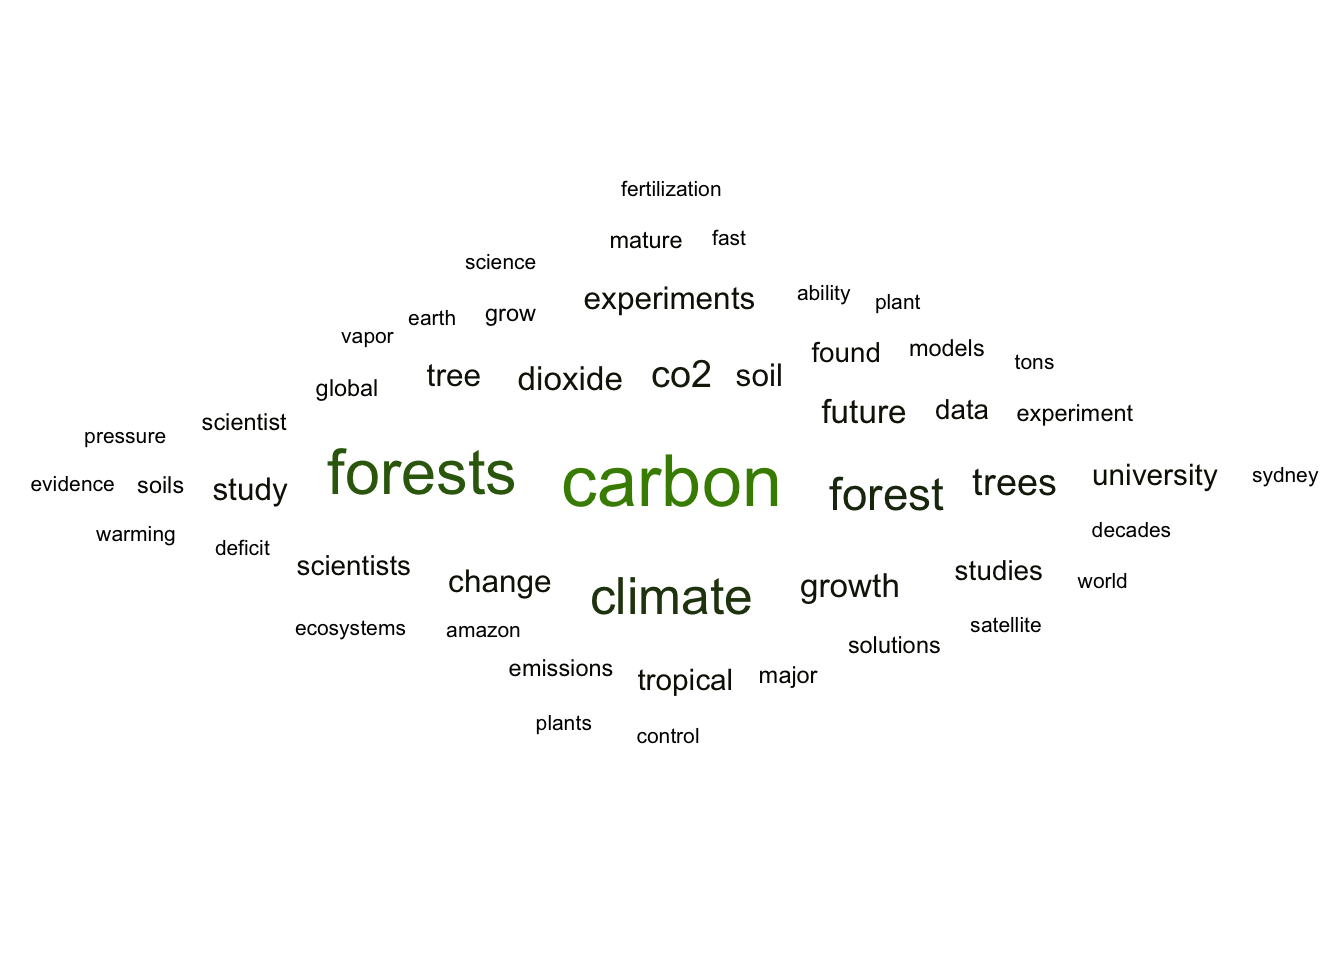 fertilization
mature fast
science
experiments ability plant
earth grow
vapor
found models tons
tree dioxide co2 soil
global
future data experiment
scientist
pressure
forests carbon forest trees university sydney
evidence soils study
warming deficit decades
scientists change climate growth studies world
ecosystems amazon satellite
solutions
emissions tropical major
plants control